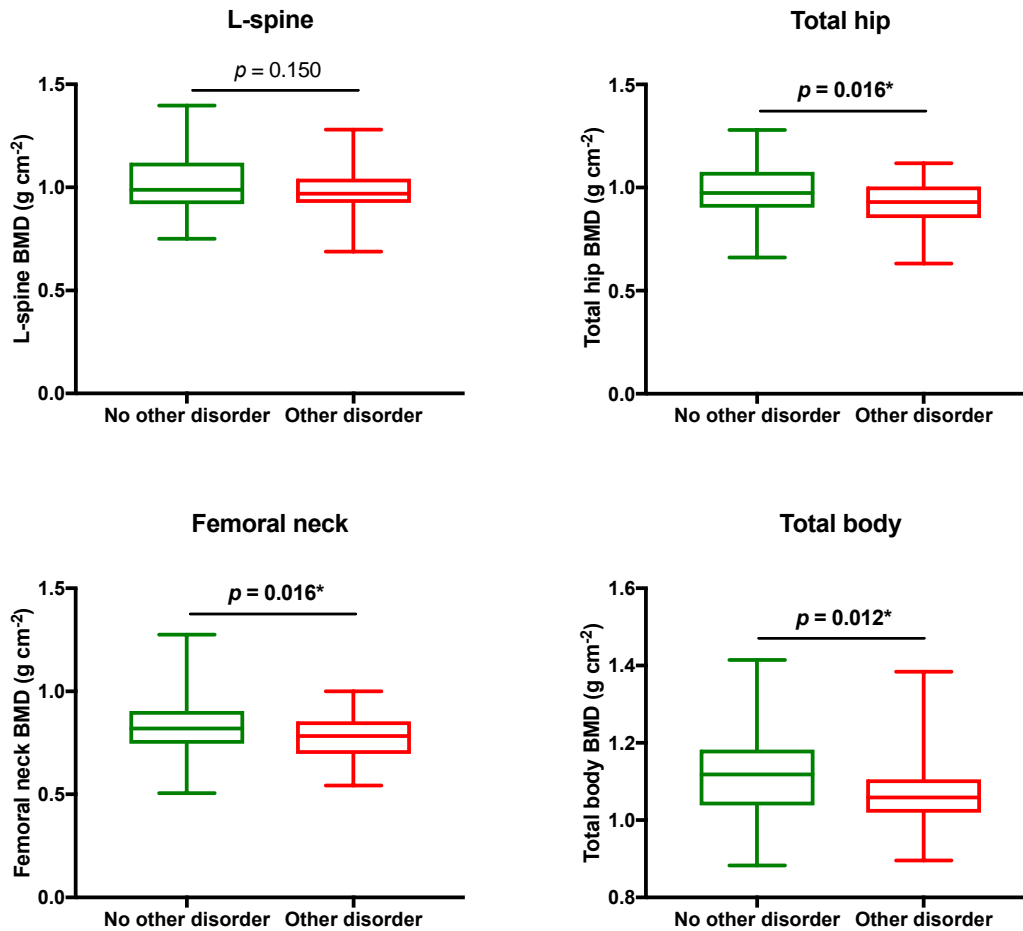 L-spine
p = 0.150
L-spine BMD (g cm-2)
1.5
1.0
0.5
0.0
No other disorder Other disorder
Total hip
p = 0.016*
Total hip BMD (g cm-2)
1.5
1.0
0.5
0.0
No other disorder Other disorder
Femoral neck
p = 0.016*
Femoral neck BMD (g cm-2)
1.5
1.0
0.5
0.0
No other disorder Other disorder
Total body
p = 0.012*
Total body BMD (g cm-2)
1.6
1.4
1.2
1.0
0.8
No other disorder Other disorder